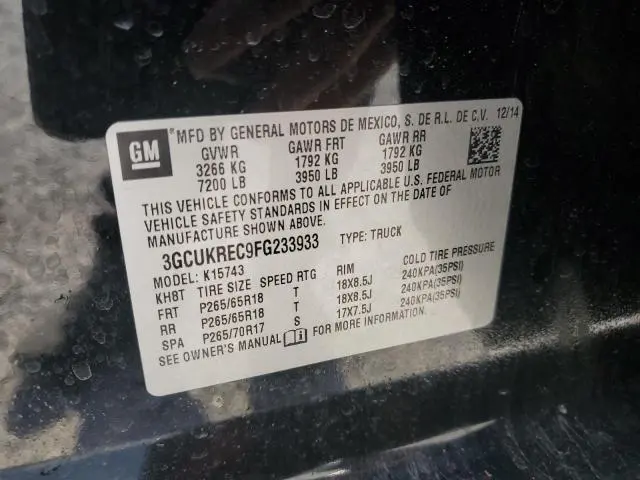 GM
®MFD BY GENERAL MOTORS DE MEXICO, S. DE R.L. DE C.V. 12/14
GVWR GAWR FRT GAWR RR
3266 KG 1792 KG 1792 KG
7200 LB 3950 LB 3950 LB
THIS VEHICLE CONFORMS TO ALL APPLICABLE U.S. FEDERAL MOTOR
VEHICLE SAFETY STANDARDS IN EFFECT ON THE DATE OF
MANUFACTURE SHOWN ABOVE.
3GCUKREC9FG233933 TYPE: TRUCK
MODEL: K15743
KH8T TIRE SIZE SPEED RTG RIM COLD TIRE PRESSURE
FRT P265/65R18 T 18X8.5J 240KPA(35PSI)
RR P265/65R18 T 18X8.5J 240KPA(35PSI)
SPA P265/70R17 S 17X7.5J 240KPA(35PSI)
SEE OWNER'S MANUAL i FOR MORE INFORMATION.